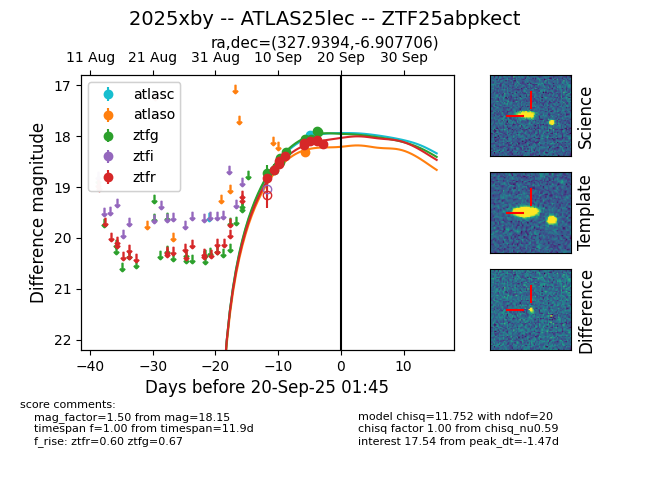 2025xby -- ATLAS25lec -- ZTF25abpkect
ra,dec=(327.9394,-6.907706)
11 Aug 21 Aug 31 Aug 10 Sep 20 Sep 30 Sep
17
18
19
20
21
22
Difference magnitude
atlasc
atlaso
ztfg
ztfi
ztfr
−40 −30 −20 −10 0 10
Days before 20-Sep-25 01:45
Science
Template
Difference
score comments:
mag_factor=1.50 from mag=18.15
timespan f=1.00 from timespan=11.9d
f_rise: ztfr=0.60 ztfg=0.67
model chisq=11.752 with ndof=20
chisq factor 1.00 from chisq_nu0.59
interest 17.54 from peak_dt=-1.47d